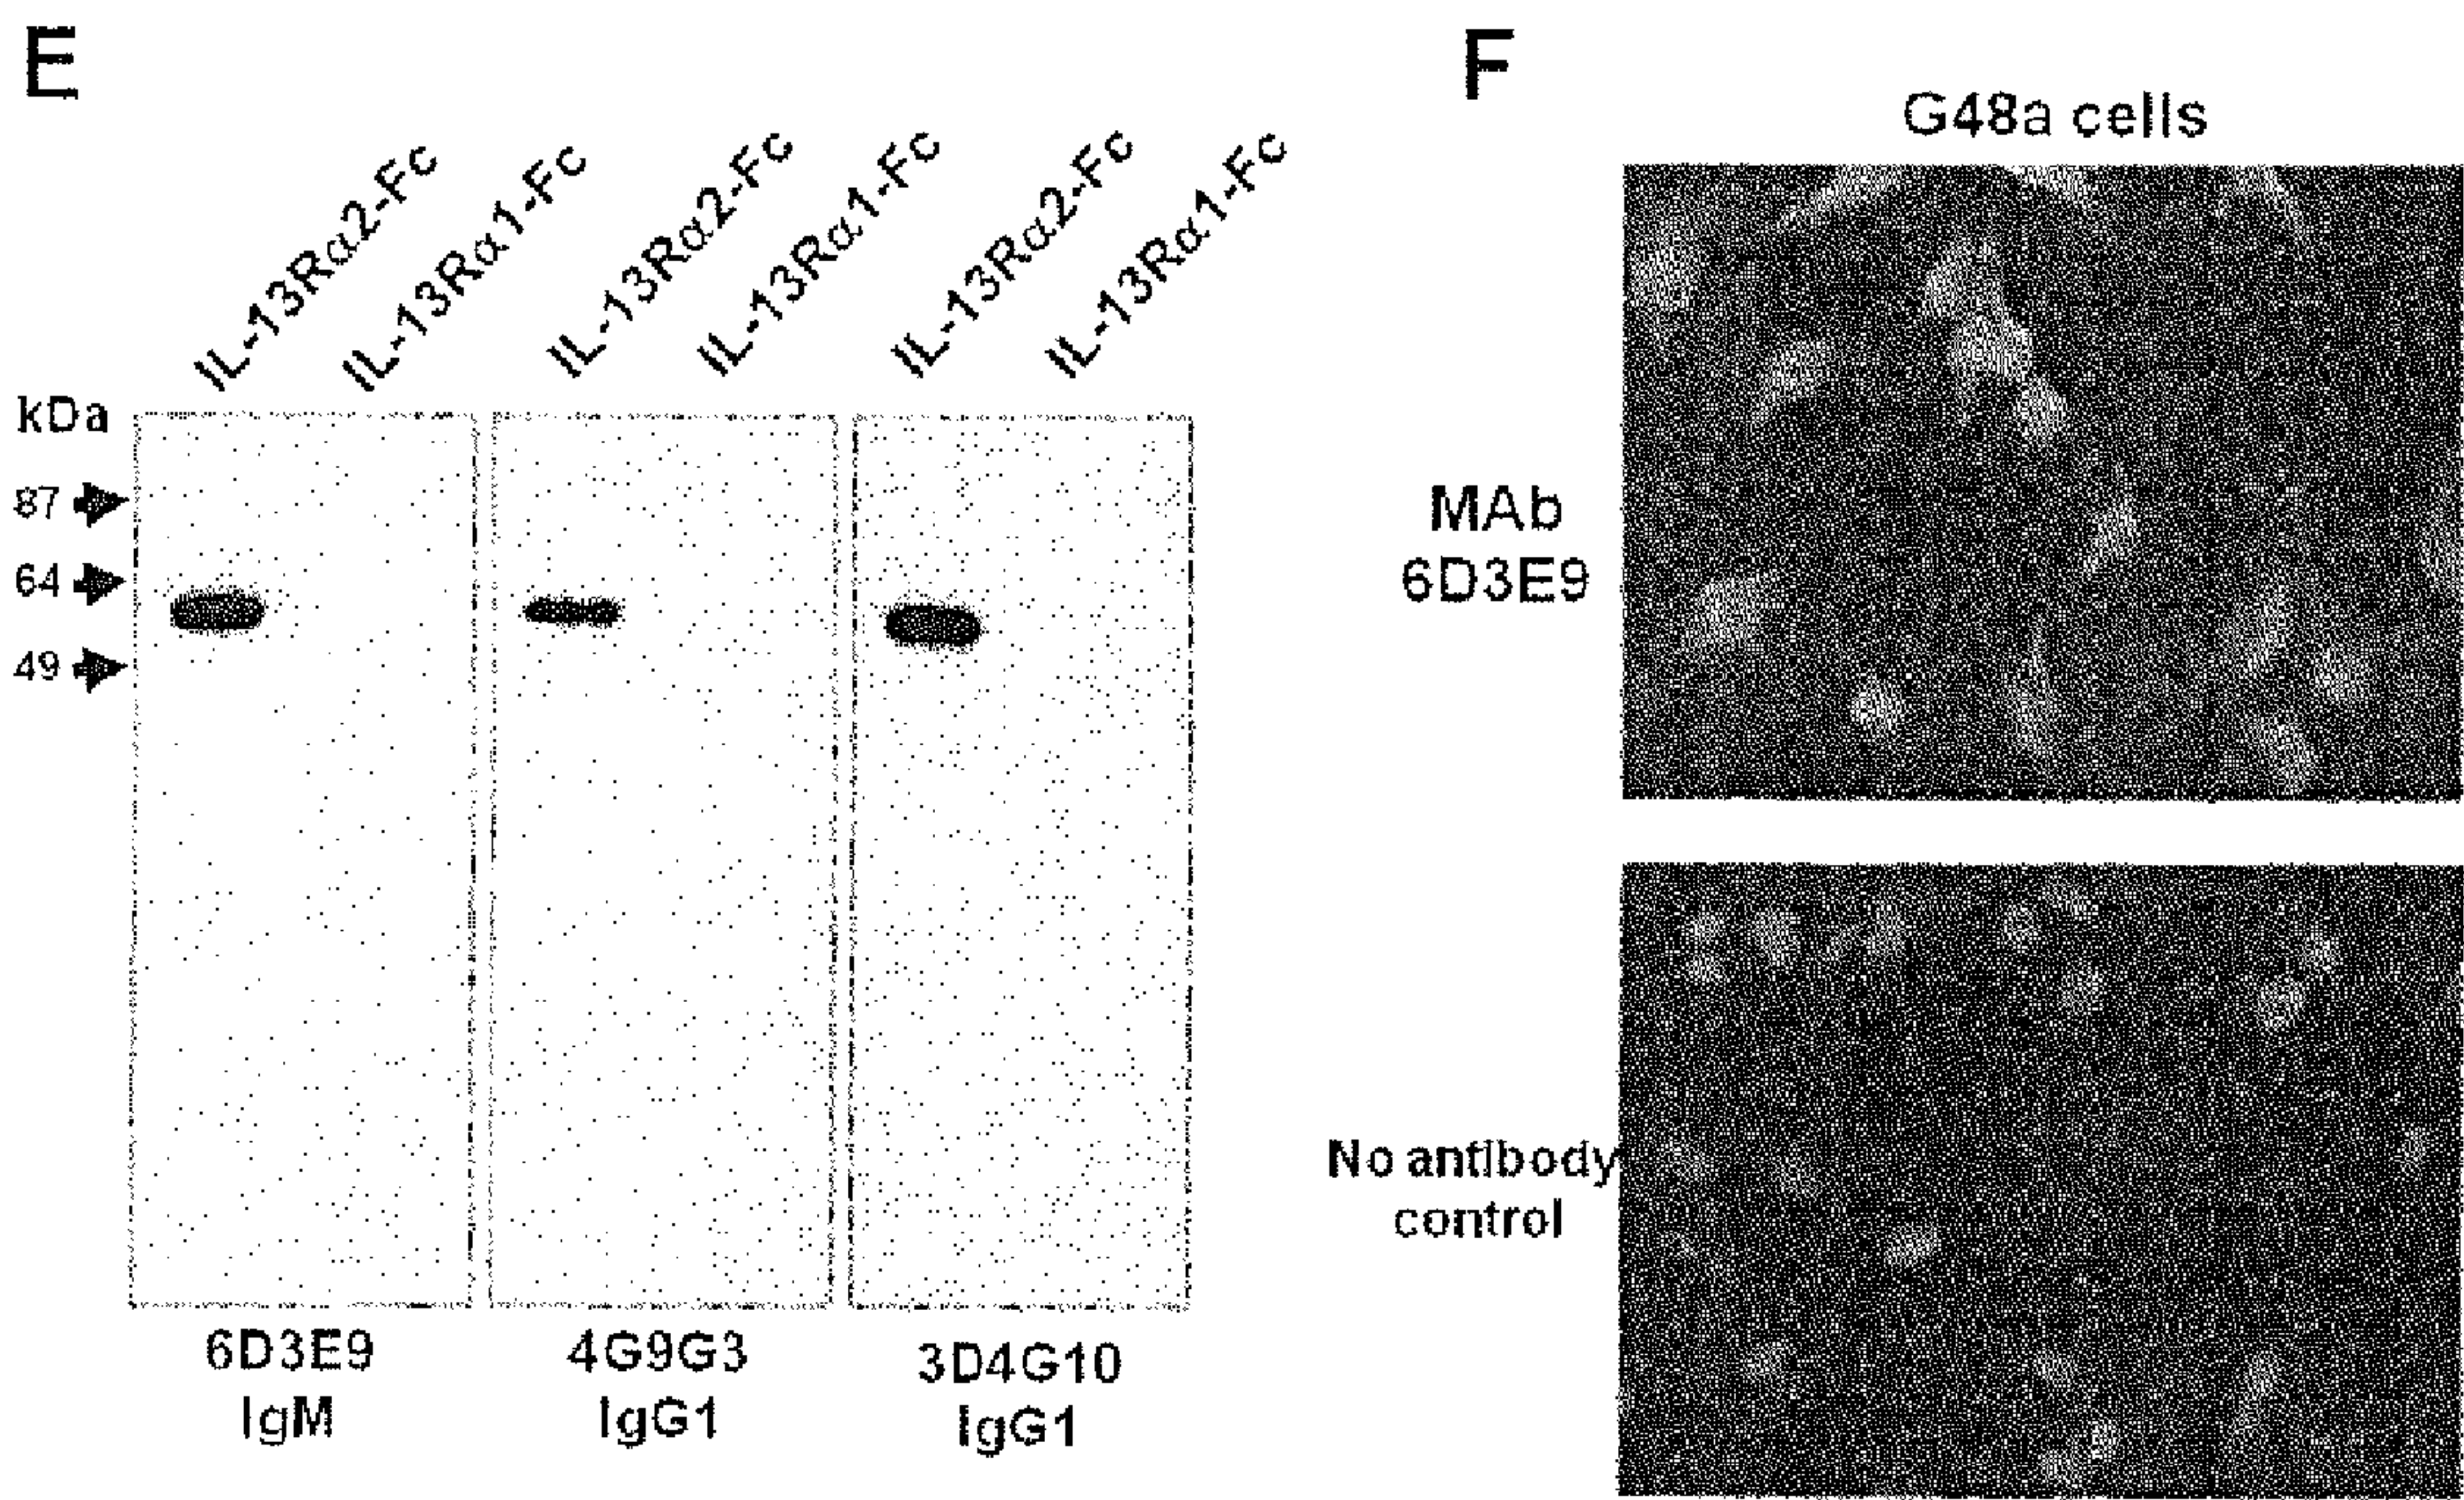 E
IL-13Rα2-Fc
IL-13Rα1-Fc
IL-13Rα2-Fc
IL-13Rα1-Fc
IL-13Rα2-Fc
IL-13Rα1-Fc
kDa
87
64
49
6D3E9
IgM
4G9G3
IgG1
3D4G10
IgG1
F
G48a cells
MAb
6D3E9
No antibody
control